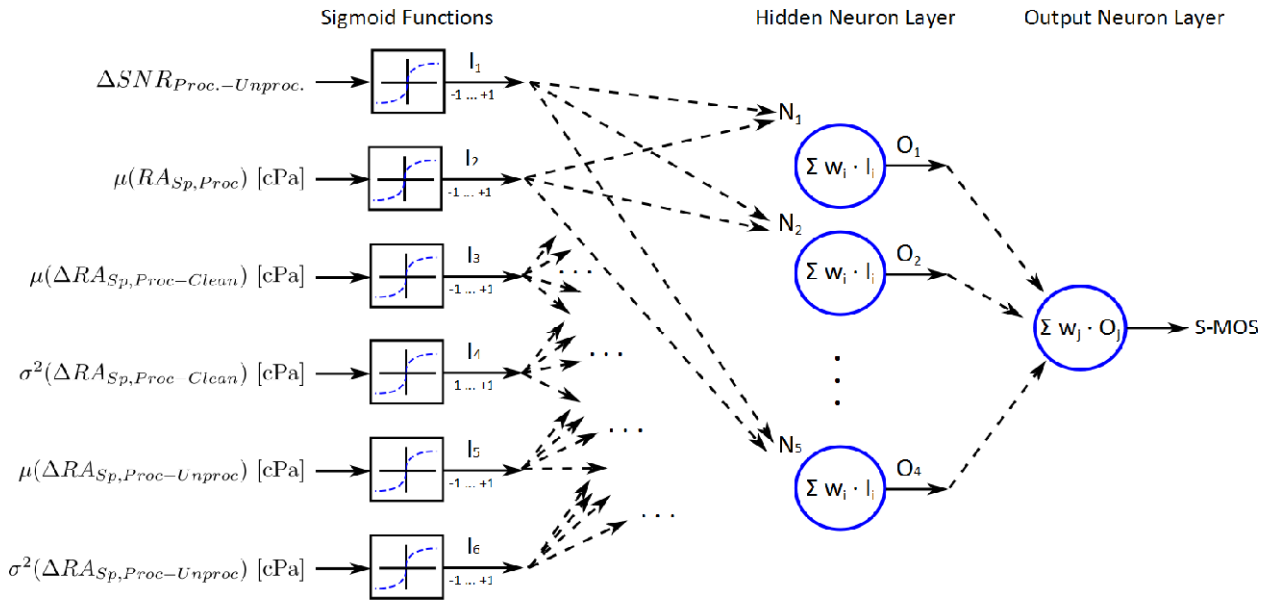 Sigmoid Functions
Hidden Neuron Layer
Output Neuron Layer
ΔSNR_{Proc.−Unproc.}
I₁
-1 ... +1
N₁
Σ wᵢ · Iᵢ
O₁
μ(RA_{Sp,Proc}) [cPa]
I₂
-1 ... +1
N₂
Σ wᵢ · Iᵢ
O₂
μ(ΔRA_{Sp,Proc−Clean}) [cPa]
I₃
-1 ... +1
. . .
Σ wⱼ · Oⱼ
S-MOS
σ²(ΔRA_{Sp,Proc−Clean}) [cPa]
I₄
1 ... +1
. . .
μ(ΔRA_{Sp,Proc−Unproc}) [cPa]
I₅
-1 ... +1
. . .
N₅
Σ wᵢ · Iᵢ
O₄
σ²(ΔRA_{Sp,Proc−Unproc}) [cPa]
I₆
-1 ... +1
. . .